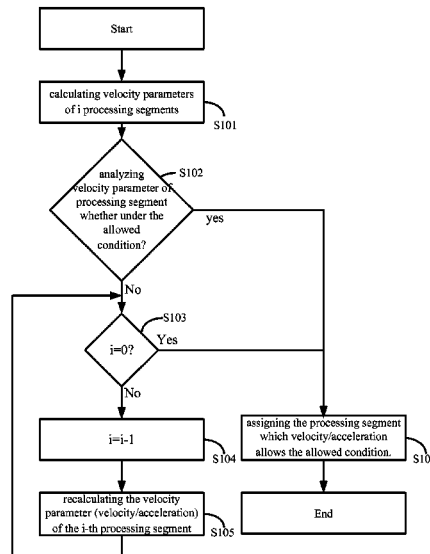 Start
calculating velocity parameters
of i processing segments
S101
S102
analyzing
velocity parameter of
processing segment
whether under the
allowed
condition?
yes
No
S103
i=0?
Yes
No
i=i-1
S104
assigning the processing segment
which velocity/acceleration
allows the allowed condition.
S10
recalculating the velocity
parameter (velocity/acceleration)
of the i-th processing segment
S105
End